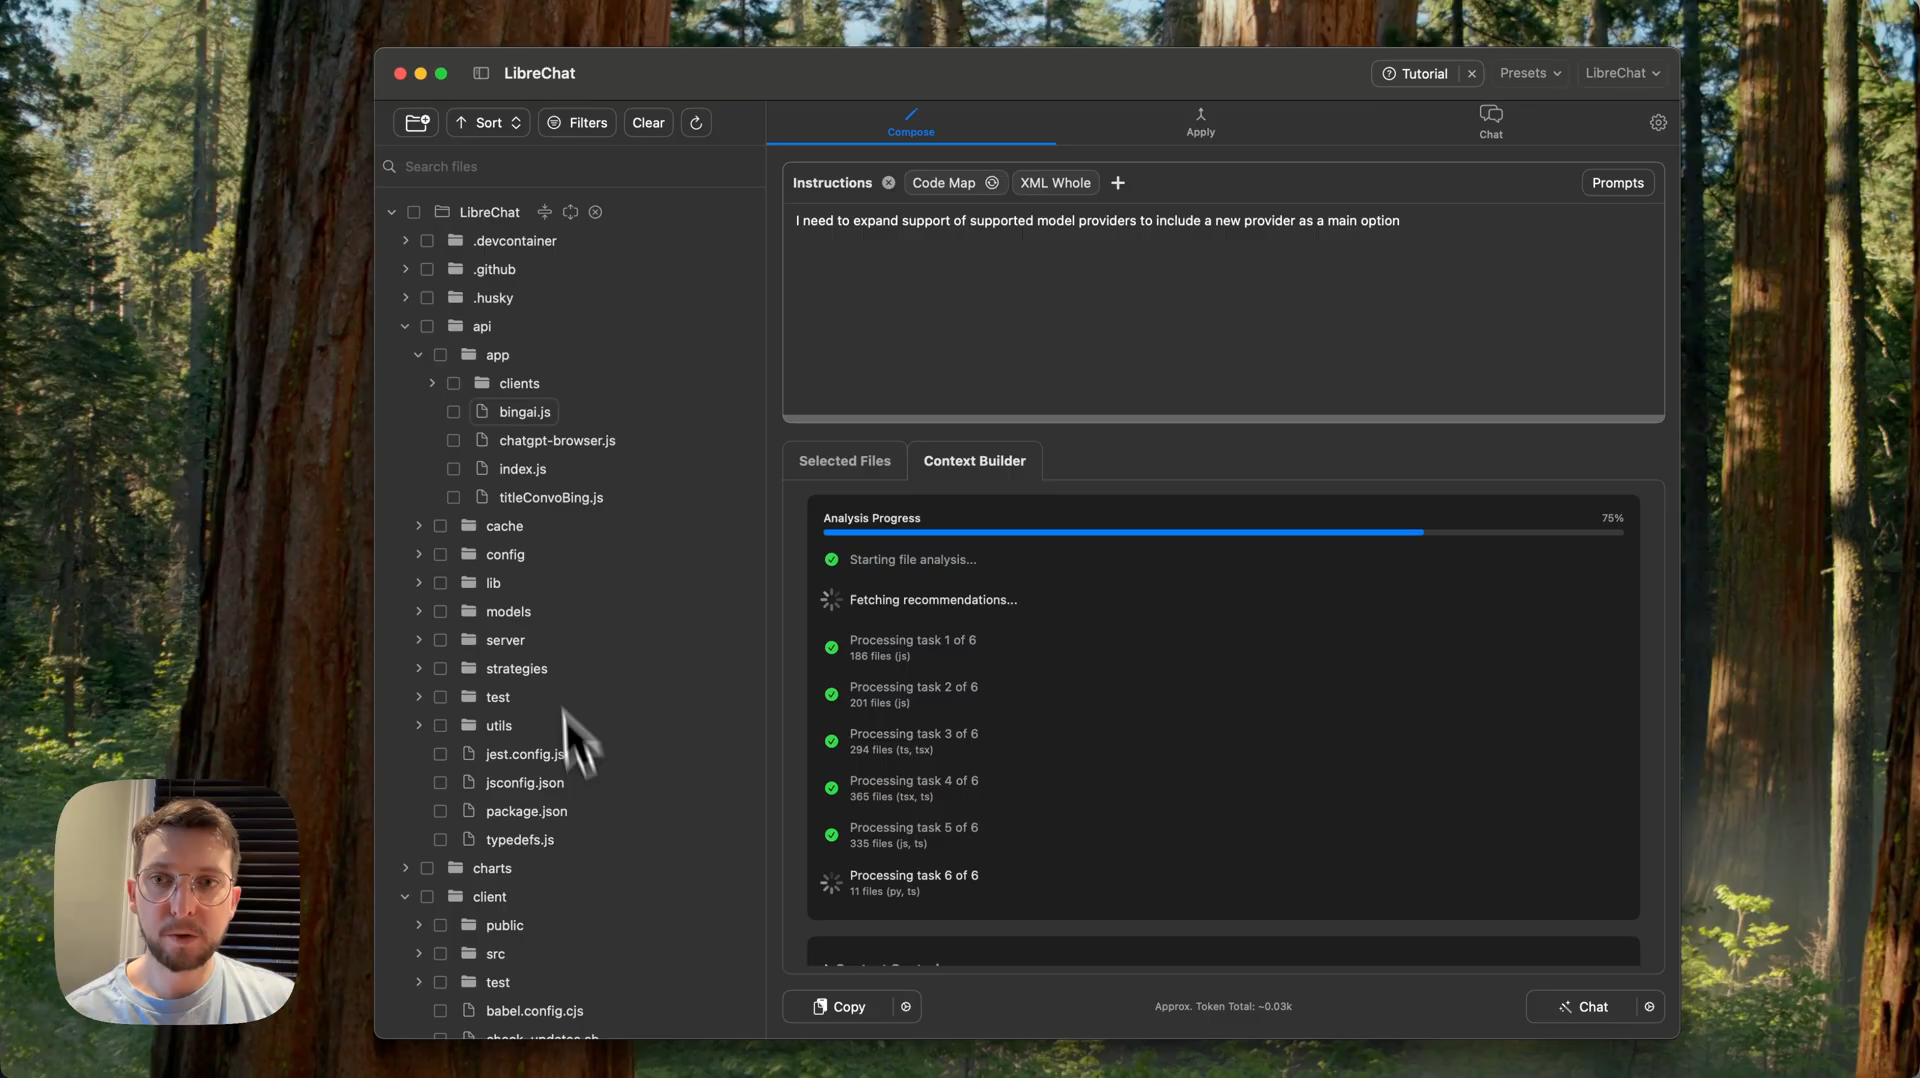 LibreChat
Tutorial
Presets
LibreChat
Sort
Filters
Clear
Compose
Apply
Chat
Search files
Instructions
Code Map
XML Whole
Prompts
I need to expand support of supported model providers to include a new provider as a main option
LibreChat
.devcontainer
.github
.husky
api
app
clients
bingai.js
chatgpt-browser.js
index.js
titleConvoBing.js
cache
config
lib
models
server
strategies
test
utils
jest.config.js
jsconfig.json
package.json
typedefs.js
charts
client
public
src
test
babel.config.cjs
Selected Files
Context Builder
Analysis Progress
75%
Starting file analysis...
Fetching recommendations...
Processing task 1 of 6
186 files (js)
Processing task 2 of 6
201 files (js)
Processing task 3 of 6
294 files (ts, tsx)
Processing task 4 of 6
365 files (tsx, ts)
Processing task 5 of 6
335 files (js, ts)
Processing task 6 of 6
11 files (py, ts)
Copy
Approx. Token Total: ~0.03k
Chat